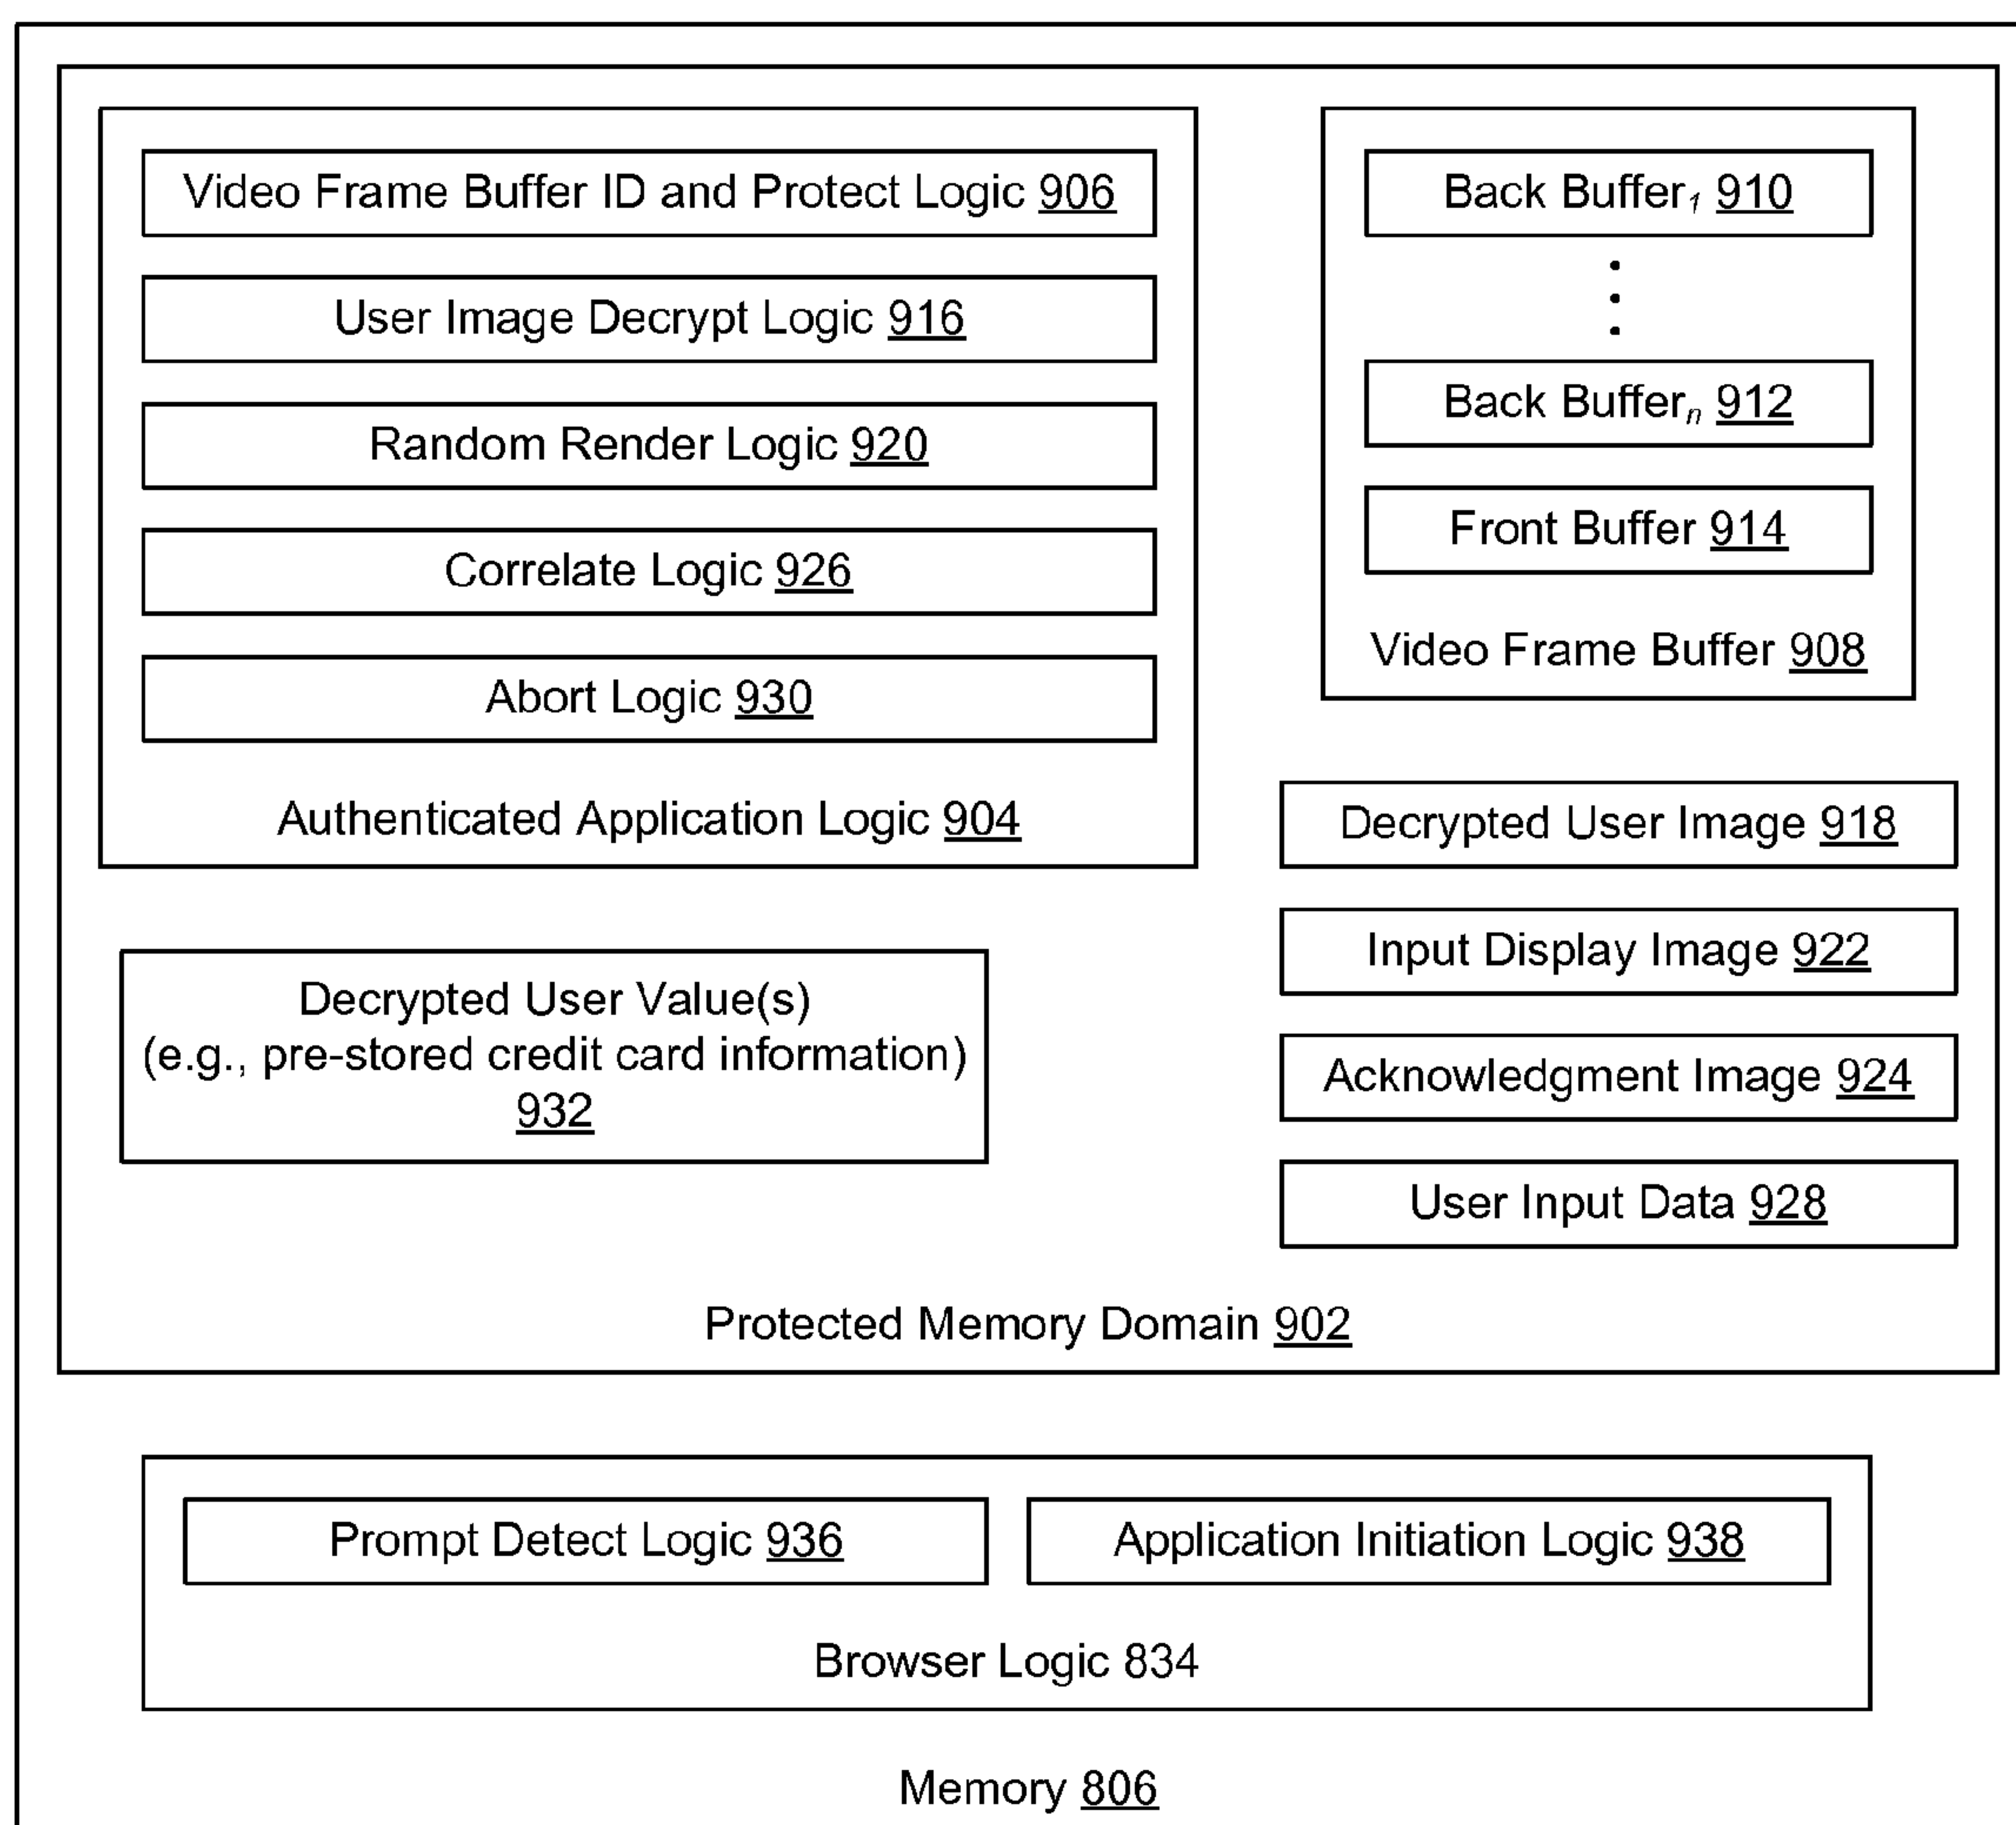 Video Frame Buffer ID and Protect Logic 906
User Image Decrypt Logic 916
Random Render Logic 920
Correlate Logic 926
Abort Logic 930
Authenticated Application Logic 904
Back Buffer1 910
Back Buffern 912
Front Buffer 914
Video Frame Buffer 908
Decrypted User Image 918
Input Display Image 922
Acknowledgment Image 924
User Input Data 928
Decrypted User Value(s)
(e.g., pre-stored credit card information)
932
Protected Memory Domain 902
Prompt Detect Logic 936
Application Initiation Logic 938
Browser Logic 834
Memory 806